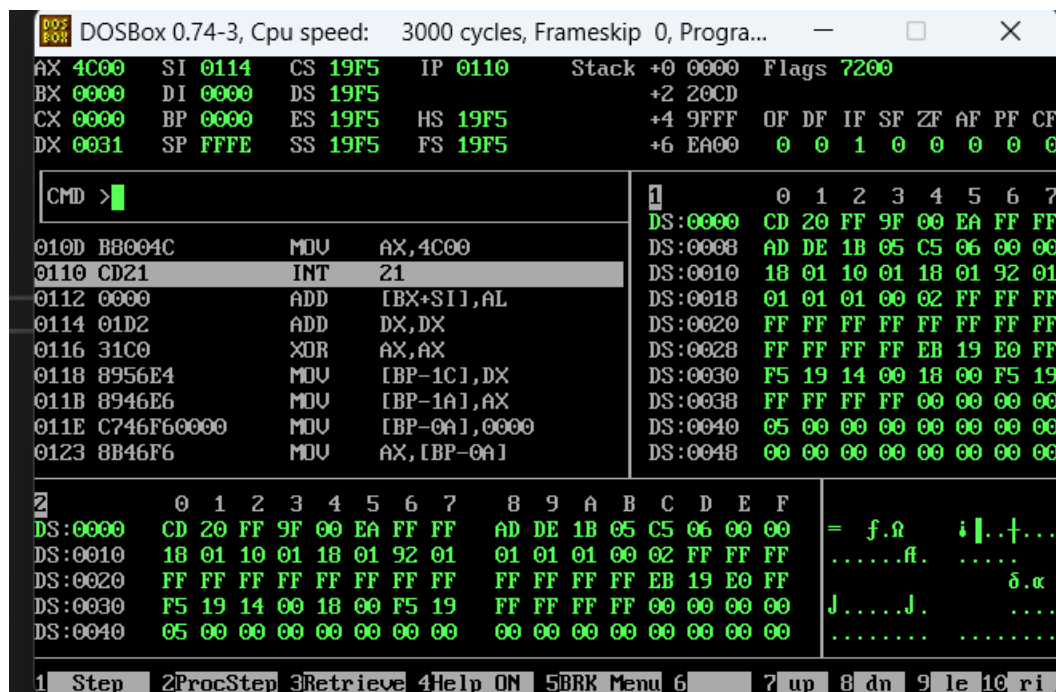 DOSBox 0.74-3, Cpu speed: 3000 cycles, Frameskip 0, Progra...
AX 4C00 SI 0114 CS 19F5 IP 0110 Stack +0 0000 Flags 7200
BX 0000 DI 0000 DS 19F5 +2 20CD
CX 0000 BP 0000 ES 19F5 HS 19F5 +4 9FFF OF DF IF SF ZF AF PF CF
DX 0031 SP FFFE SS 19F5 FS 19F5 +6 EA00 0 0 1 0 0 0 0 0
CMD >
1 0 1 2 3 4 5 6 7
DS:0000 CD 20 FF 9F 00 EA FF FF
010D B8004C MOV AX,4C00 DS:0008 AD DE 1B 05 C5 06 00 00
0110 CD21 INT 21 DS:0010 18 01 10 01 18 01 92 01
0112 0000 ADD [BX+SI],AL DS:0018 01 01 01 00 02 FF FF FF
0114 01D2 ADD DX,DX DS:0020 FF FF FF FF FF FF FF FF
0116 31C0 XOR AX,AX DS:0028 FF FF FF FF EB 19 E0 FF
0118 8956E4 MOV [BP-1C],DX DS:0030 F5 19 14 00 18 00 F5 19
011B 8946E6 MOV [BP-1A],AX DS:0038 FF FF FF FF 00 00 00 00
011E C746F60000 MOV [BP-0A],0000 DS:0040 05 00 00 00 00 00 00 00
0123 8B46F6 MOV AX,[BP-0A] DS:0048 00 00 00 00 00 00 00 00
2 0 1 2 3 4 5 6 7 8 9 A B C D E F
DS:0000 CD 20 FF 9F 00 EA FF FF AD DE 1B 05 C5 06 00 00 = ƒ.Ω ¡▐..┼...
DS:0010 18 01 10 01 18 01 92 01 01 01 01 00 02 FF FF FF ......ff. .....
DS:0020 FF FF FF FF FF FF FF FF FF FF FF FF EB 19 E0 FF δ.α
DS:0030 F5 19 14 00 18 00 F5 19 FF FF FF FF 00 00 00 00 ⌡.....⌡. ....
DS:0040 05 00 00 00 00 00 00 00 00 00 00 00 00 00 00 00 ........ ........
1 Step 2ProcStep 3Retrieve 4Help ON 5BRK Menu 6 7 up 8 dn 9 le 10 ri